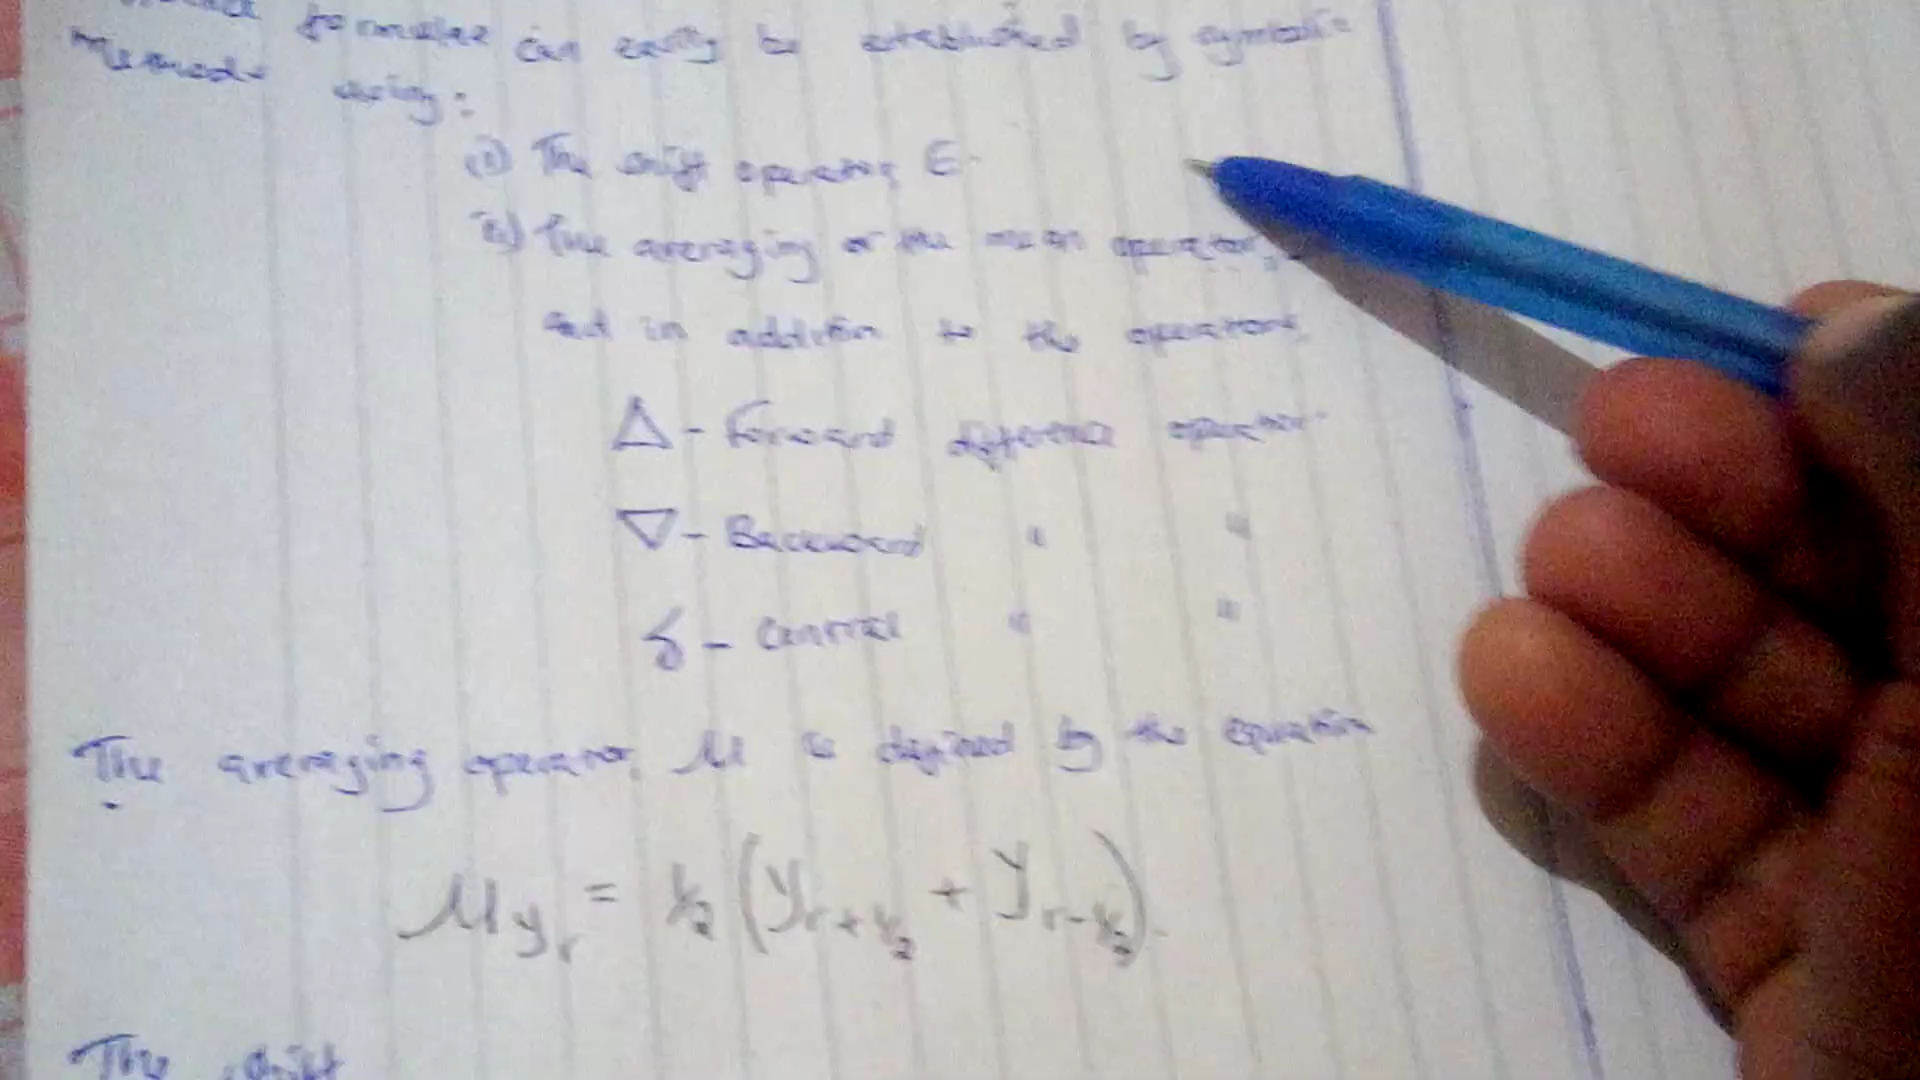 formulae can easily be established by symbolic
methods using:
(i) The shift operator, E.
ii) The averaging or the mean operator,
and in addition to the operators,
Δ - Forward difference operator
∇ - Backward " "
δ - Central " "
The averaging operator, μ is defined by the equation
μy_r = 1/2 (y_{r+1/2} + y_{r-1/2}).
The shift